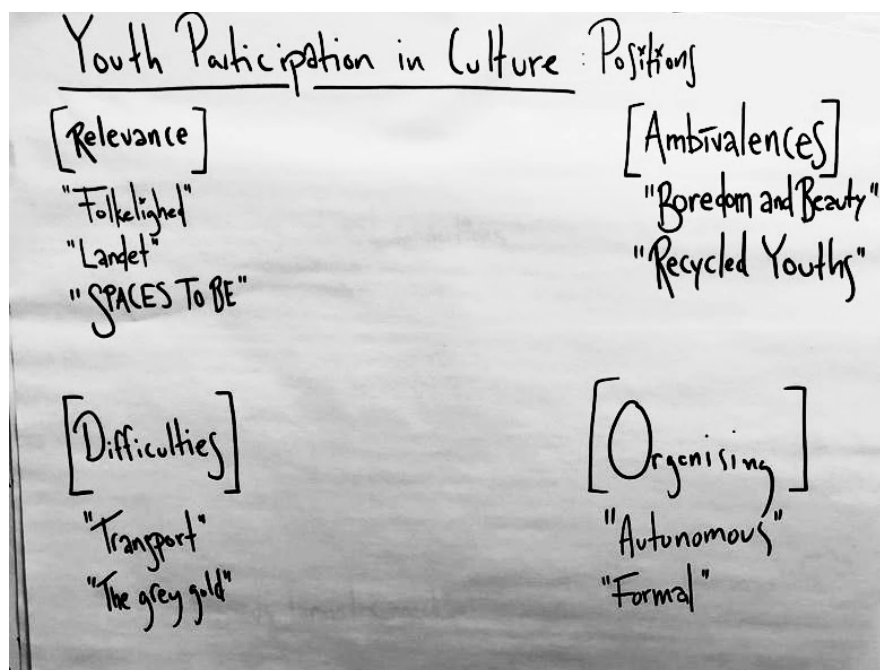 Youth Participation in Culture : Positions
[Relevance]
"Folkelighed"
"Landet"
"SPACES TO BE"
[Ambivalences]
"Boredom and Beauty"
"Recycled Youths"
[Difficulties]
"Transport"
"The grey gold"
[Organising]
"Autonomous"
"Formal"